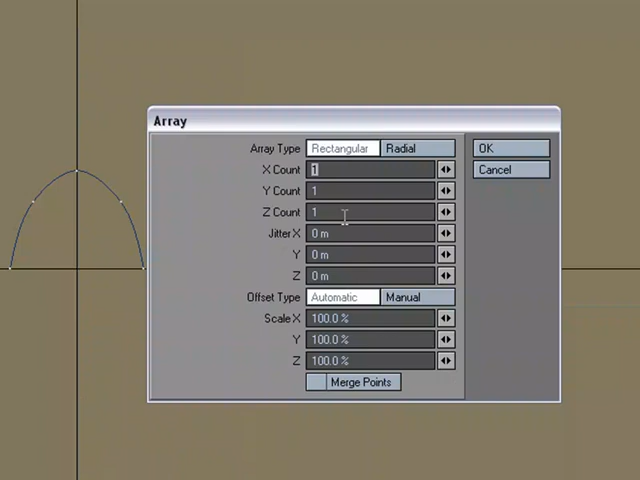 Array
Array Type Rectangular Radial OK
X Count 1 Cancel
Y Count 1
Z Count 1
Jitter X 0 m
Y 0 m
Z 0 m
Offset Type Automatic Manual
Scale X 100.0 %
Y 100.0 %
Z 100.0 %
Merge Points